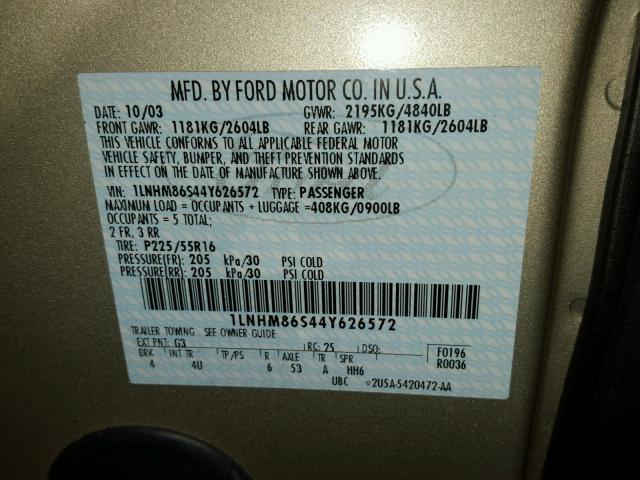 MFD. BY FORD MOTOR CO. IN U.S.A.
DATE: 10/03 GVWR: 2195KG/4840LB
FRONT GAWR: 1181KG/2604LB REAR GAWR: 1181KG/2604LB
THIS VEHICLE CONFORMS TO ALL APPLICABLE FEDERAL MOTOR
VEHICLE SAFETY, BUMPER, AND THEFT PREVENTION STANDARDS
IN EFFECT ON THE DATE OF MANUFACTURE SHOWN ABOVE.
VIN: 1LNHM86S44Y626572 TYPE: PASSENGER
MAXIMUM LOAD = OCCUPANTS + LUGGAGE =408KG/0900LB
OCCUPANTS = 5 TOTAL;
2 FR, 3 RR
TIRE: P225/55R16
PRESSURE(FR): 205 kPa/30 PSI COLD
PRESSURE(RR): 205 kPa/30 PSI COLD
1LNHM86S44Y626572
TRAILER TOWING - SEE OWNER GUIDE
EXT PNT: G3 RC: 25 DSO: F0196
BRK INT TR TP/PS R AXLE TR SPR R0036
4 4U 6 53 A HH6
UBC 2U5A-5420472-AA